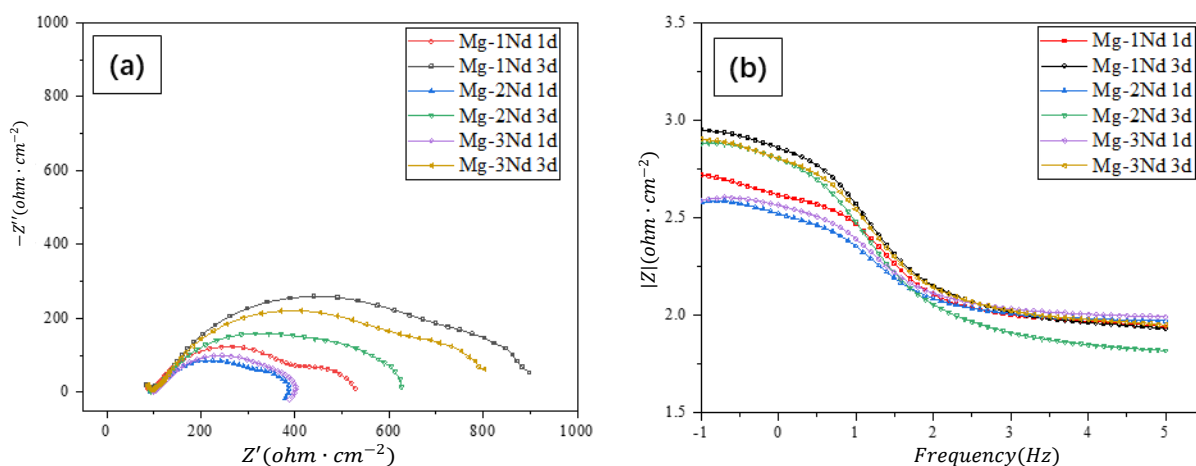 (a)
Mg-1Nd 1d
Mg-1Nd 3d
Mg-2Nd 1d
Mg-2Nd 3d
Mg-3Nd 1d
Mg-3Nd 3d
1000
800
600
400
200
0
−Z''(ohm · cm⁻²)
0 200 400 600 800 1000
Z'(ohm · cm⁻²)
(b)
Mg-1Nd 1d
Mg-1Nd 3d
Mg-2Nd 1d
Mg-2Nd 3d
Mg-3Nd 1d
Mg-3Nd 3d
3.5
3.0
2.5
2.0
1.5
|Z|(ohm · cm⁻²)
-1 0 1 2 3 4 5
Frequency(Hz)